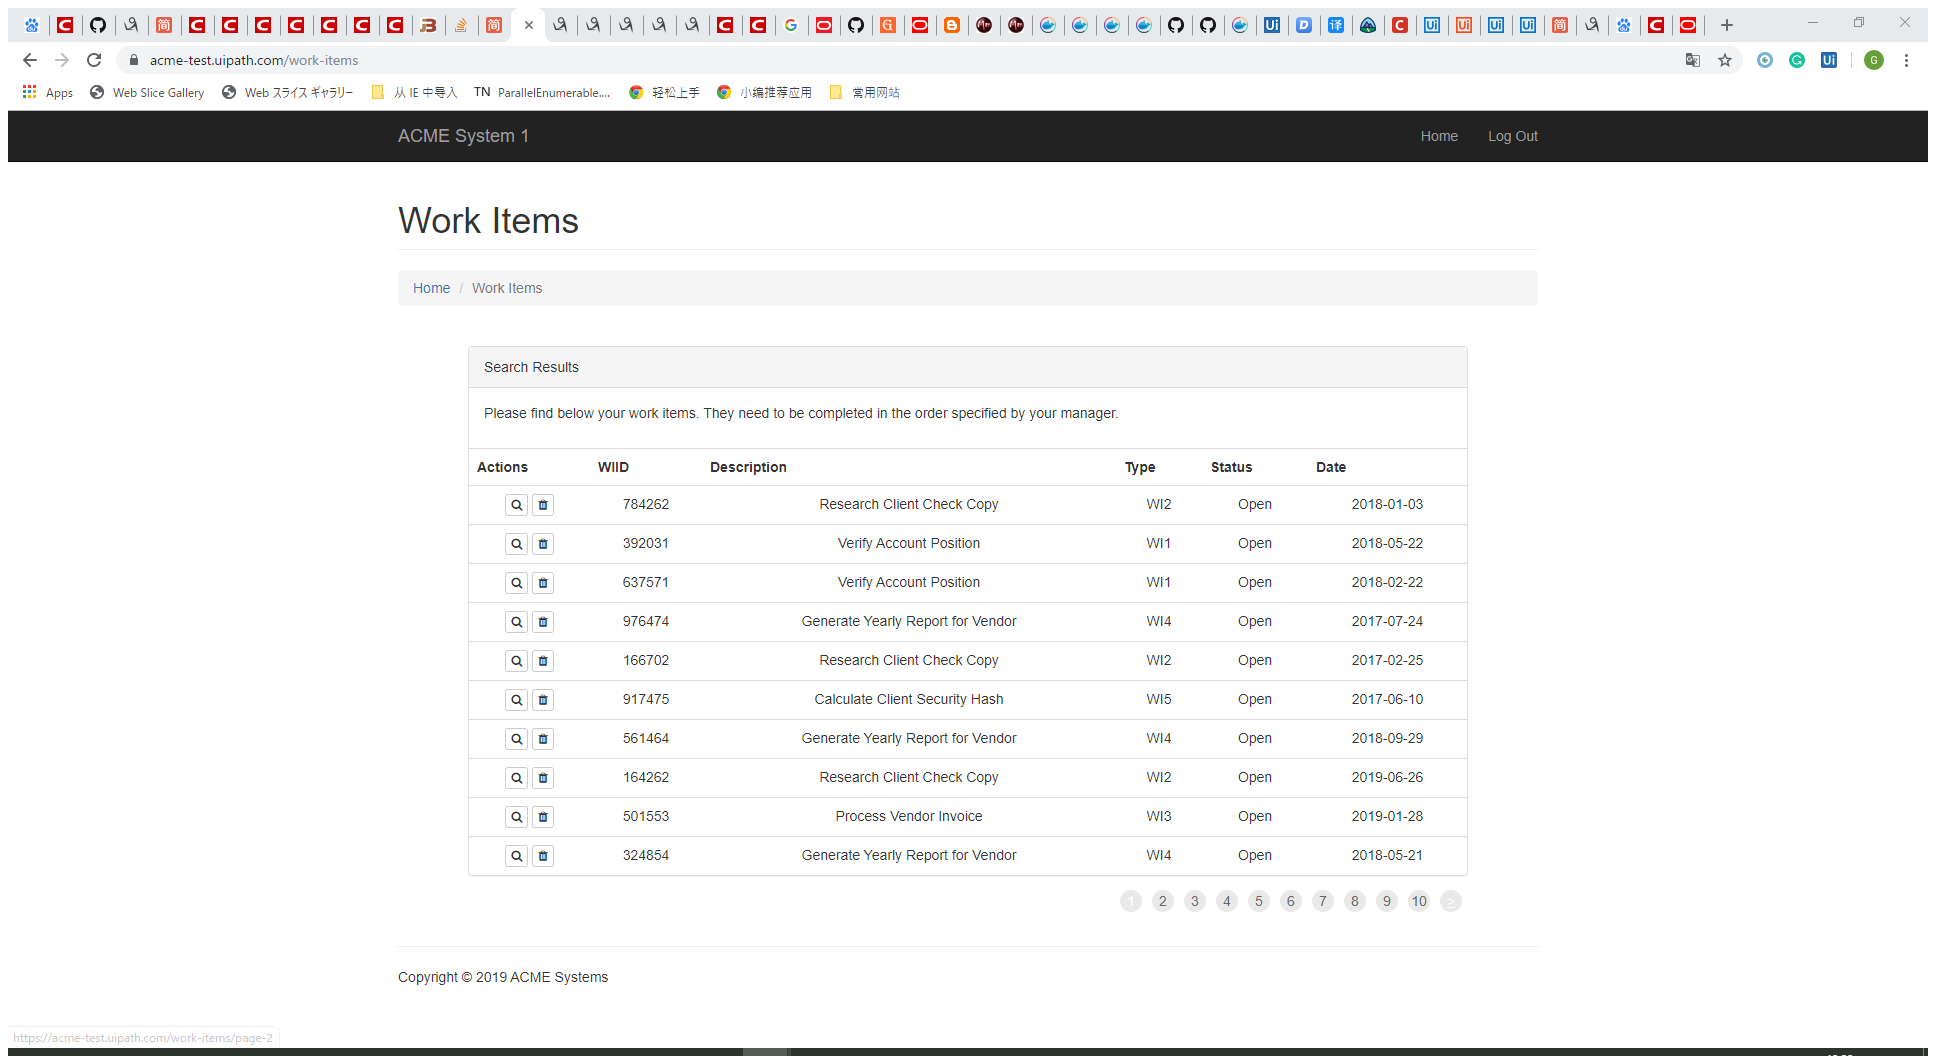 acme-test.uipath.com/work-items
Apps Web Slice Gallery Web スライス ギャラリー 从 IE 中导入 TN ParallelEnumerable.... 轻松上手 小编推荐应用 常用网站
ACME System 1 Home Log Out
Work Items
Home / Work Items
Search Results
Please find below your work items. They need to be completed in the order specified by your manager.
Actions WIID Description Type Status Date
784262 Research Client Check Copy WI2 Open 2018-01-03
392031 Verify Account Position WI1 Open 2018-05-22
637571 Verify Account Position WI1 Open 2018-02-22
976474 Generate Yearly Report for Vendor WI4 Open 2017-07-24
166702 Research Client Check Copy WI2 Open 2017-02-25
917475 Calculate Client Security Hash WI5 Open 2017-06-10
561464 Generate Yearly Report for Vendor WI4 Open 2018-09-29
164262 Research Client Check Copy WI2 Open 2019-06-26
501553 Process Vendor Invoice WI3 Open 2019-01-28
324854 Generate Yearly Report for Vendor WI4 Open 2018-05-21
1 2 3 4 5 6 7 8 9 10 >
Copyright © 2019 ACME Systems
https://acme-test.uipath.com/work-items/page-2